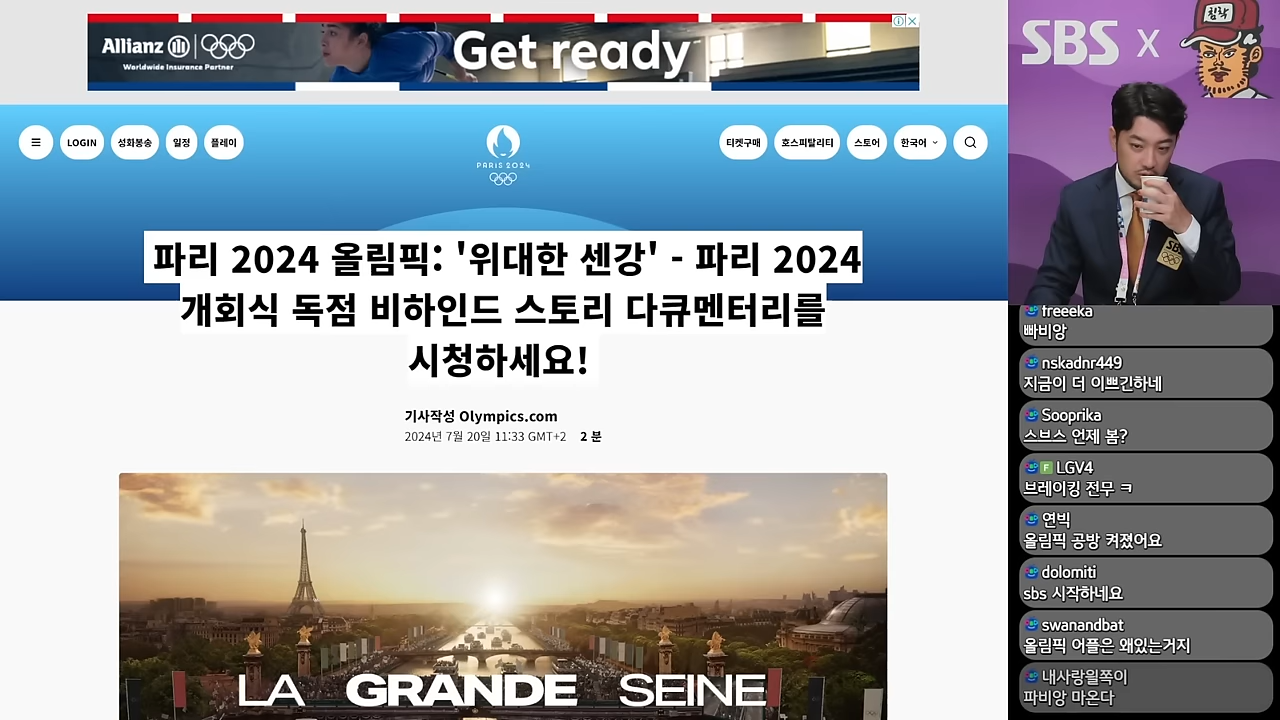 Allianz
Worldwide Insurance Partner
Get ready
LOGIN
성화봉송
일정
플레이
PARIS 2024
티켓구매
호스피탈리티
스토어
한국어
파리 2024 올림픽: '위대한 센강' - 파리 2024
개회식 독점 비하인드 스토리 다큐멘터리를
시청하세요!
기사작성 Olympics.com
2024년 7월 20일 11:33 GMT+2 2 분
LA GRANDE SEINE
SBS X
침착
SBS
freeeka
빠비앙
nskadnr449
지금이 더 이쁘긴하네
Sooprika
스브스 언제 봄?
F LGV4
브레이킹 전무 ㅋ
연빅
올림픽 공방 켜졌어요
dolomiti
sbs 시작하네요
swanandbat
올림픽 어플은 왜있는거지
내사랑윌쪽이
파비앙 마온다